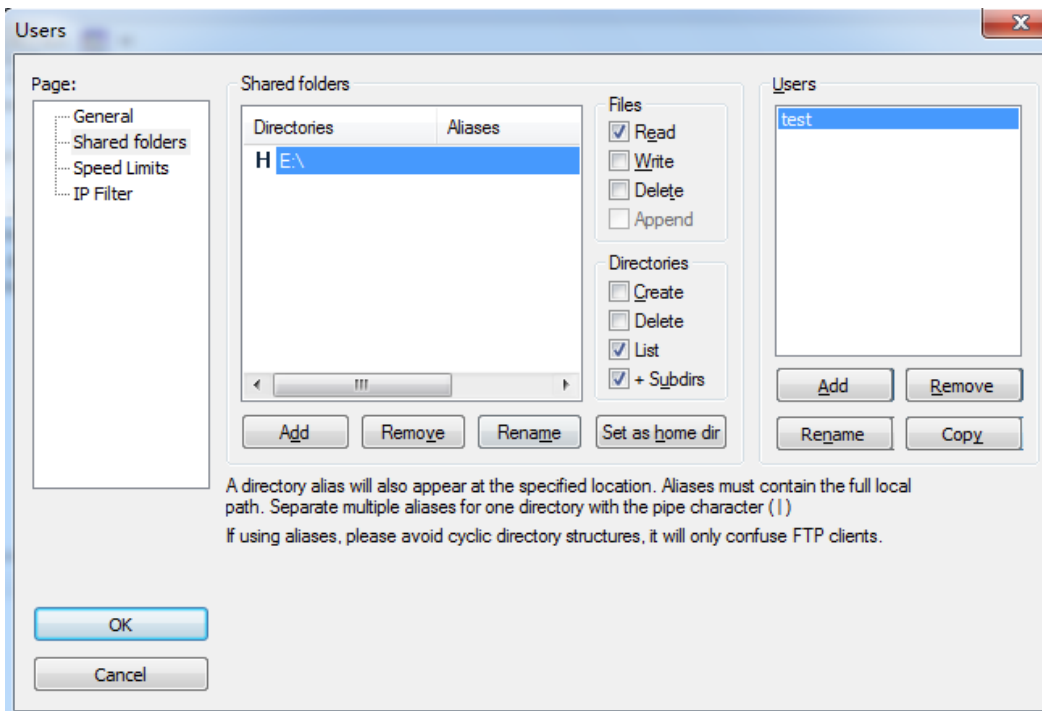 Users
Page:
General
Shared folders
Speed Limits
IP Filter
Shared folders
Directories Aliases
H E:\
Files
Read
Write
Delete
Append
Directories
Create
Delete
List
+ Subdirs
Add Remove Rename Set as home dir
Users
test
Add Remove
Rename Copy
A directory alias will also appear at the specified location. Aliases must contain the full local
path. Separate multiple aliases for one directory with the pipe character ( | )
If using aliases, please avoid cyclic directory structures, it will only confuse FTP clients.
OK
Cancel